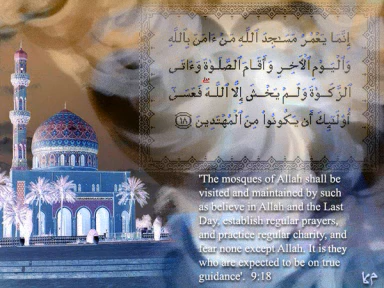 إِنَّمَا يَعْمُرُ مَسَٰجِدَ ٱللَّهِ مَنْ ءَامَنَ بِٱللَّهِ
وَٱلْيَوْمِ ٱلْـَٔاخِرِ وَأَقَامَ ٱلصَّلَوٰةَ وَءَاتَى
ٱلزَّكَوٰةَ وَلَمْ يَخْشَ إِلَّا ٱللَّهَ ۖ فَعَسَىٰٓ
أُو۟لَٰٓئِكَ أَن يَكُونُوا۟ مِنَ ٱلْمُهْتَدِينَ ١٨
'The mosques of Allah shall be
visited and maintained by such
as believe in Allah and the Last
Day, establish regular prayers,
and practice regular charity, and
fear none except Allah. It is they
who are expected to be on true
guidance'. 9:18